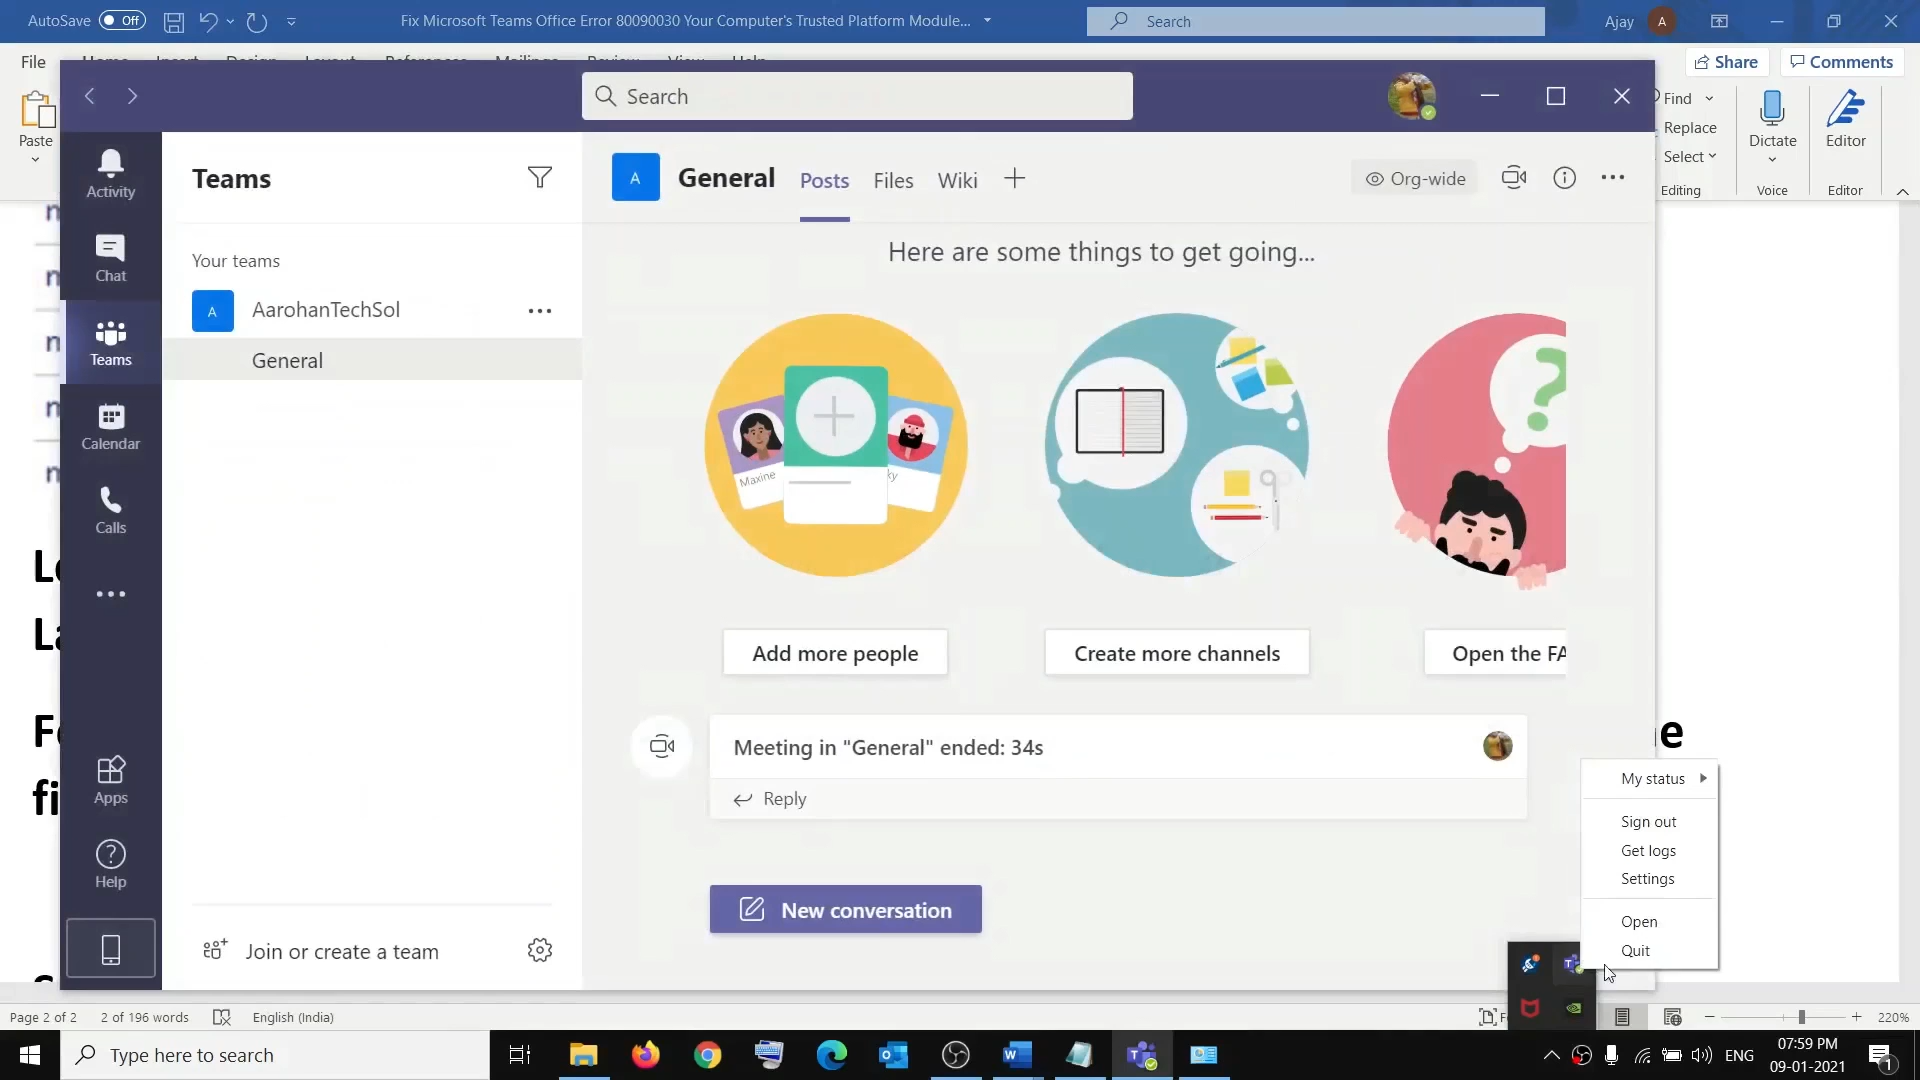 AutoSave Off
Fix Microsoft Teams Office Error 80090030 Your Computer's Trusted Platform Module...
Search
Ajay A
File
Share
Comments
Paste
Find
Replace
Select
Editing
Dictate
Voice
Editor
Editor
Search
Activity
Chat
Teams
Calendar
Calls
Apps
Help
Teams
Your teams
A AarohanTechSol
General
Join or create a team
A General Posts Files Wiki
Org-wide
Here are some things to get going...
Maxine
Add more people
Create more channels
Open the FA
Meeting in "General" ended: 34s
Reply
New conversation
My status
Sign out
Get logs
Settings
Open
Quit
Page 2 of 2 2 of 196 words English (India)
220%
Type here to search
ENG
07:59 PM
09-01-2021
1